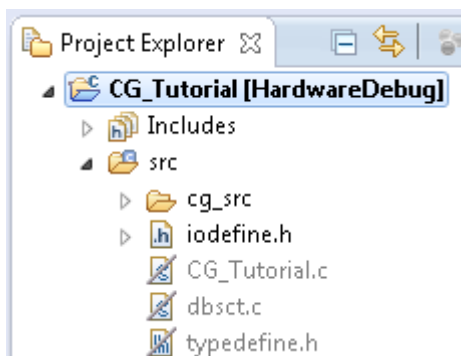 Project Explorer
CG_Tutorial [HardwareDebug]
Includes
src
cg_src
iodefine.h
CG_Tutorial.c
dbsct.c
typedefine.h